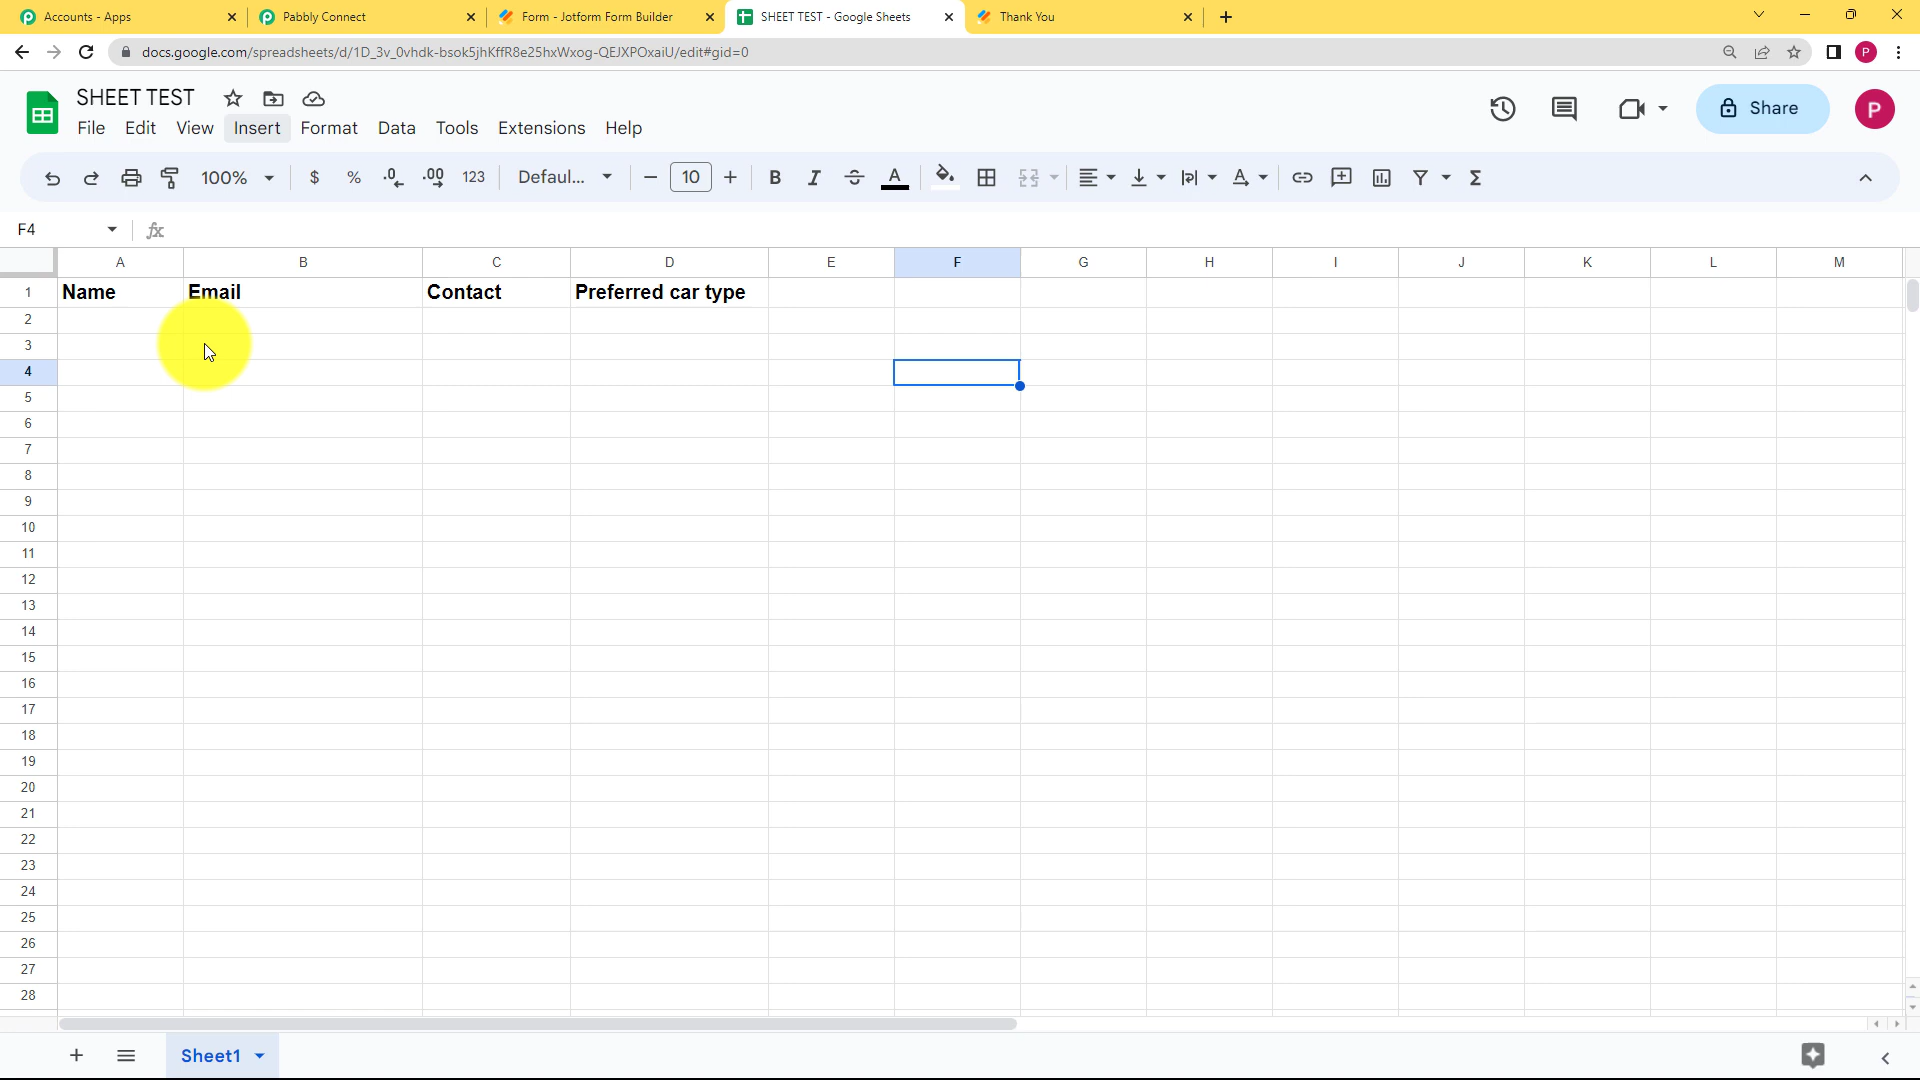 Accounts - Apps
Pabbly Connect
Form - Jotform Form Builder
SHEET TEST - Google Sheets
Thank You
docs.google.com/spreadsheets/d/1D_3v_0vhdk-bsok5jhKffR8e25hxWxog-QEJXPOxaiU/edit#gid=0
P
SHEET TEST
Share
P
File Edit View Insert Format Data Tools Extensions Help
100% $ % .0 .00 123 Defaul... 10 B I A
F4 fx
A B C D E F G H I J K L M
1 Name Email Contact Preferred car type
2
3
4
5
6
7
8
9
10
11
12
13
14
15
16
17
18
19
20
21
22
23
24
25
26
27
28
Sheet1